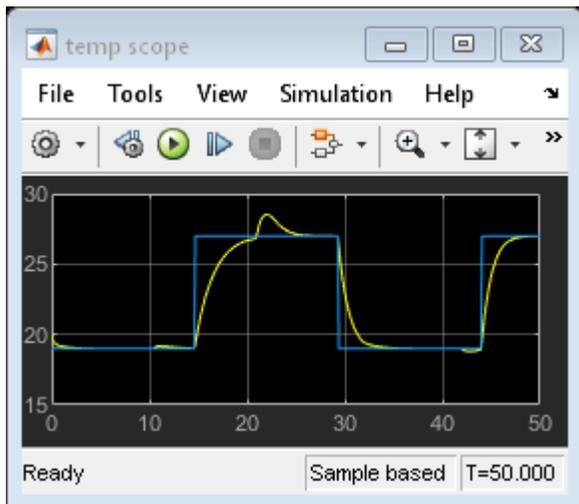 temp scope
File Tools View Simulation Help
30
25
20
15
0 10 20 30 40 50
Ready Sample based T=50.000